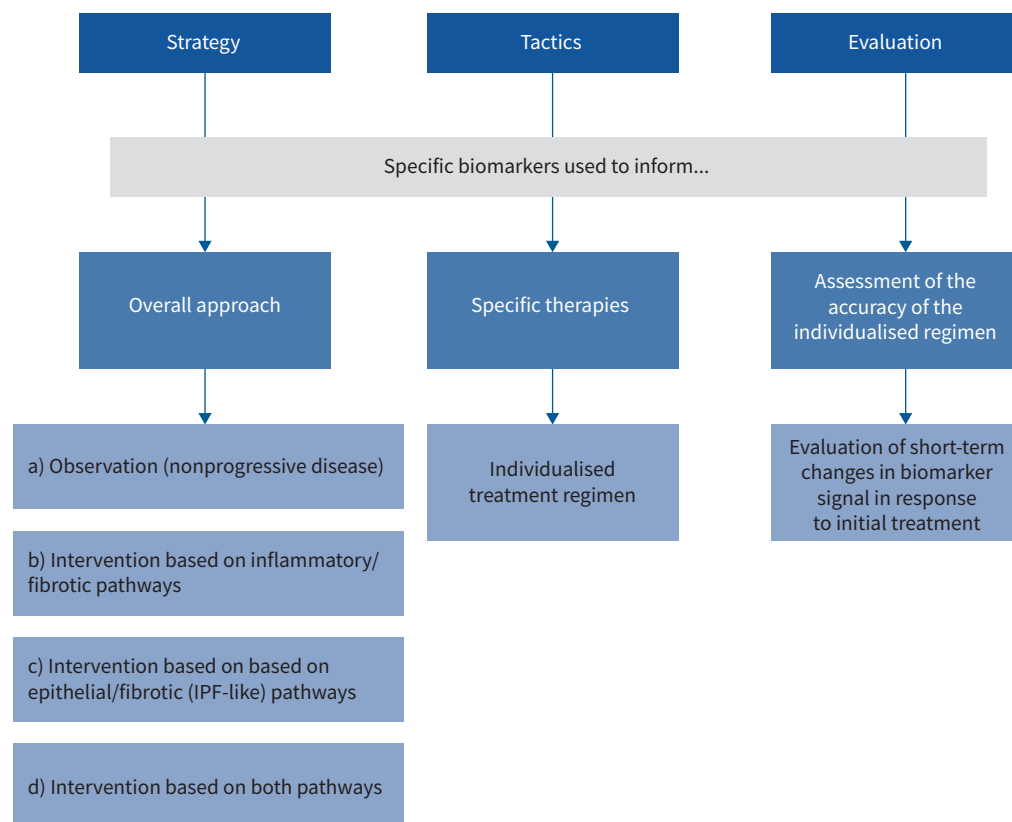 Strategy
Tactics
Evaluation
Specific biomarkers used to inform...
Overall approach
Specific therapies
Assessment of the
accuracy of the
individualised regimen
a) Observation (nonprogressive disease)
b) Intervention based on inflammatory/
fibrotic pathways
c) Intervention based on based on
epithelial/fibrotic (IPF-like) pathways
d) Intervention based on both pathways
Individualised
treatment regimen
Evaluation of short-term
changes in biomarker
signal in response
to initial treatment